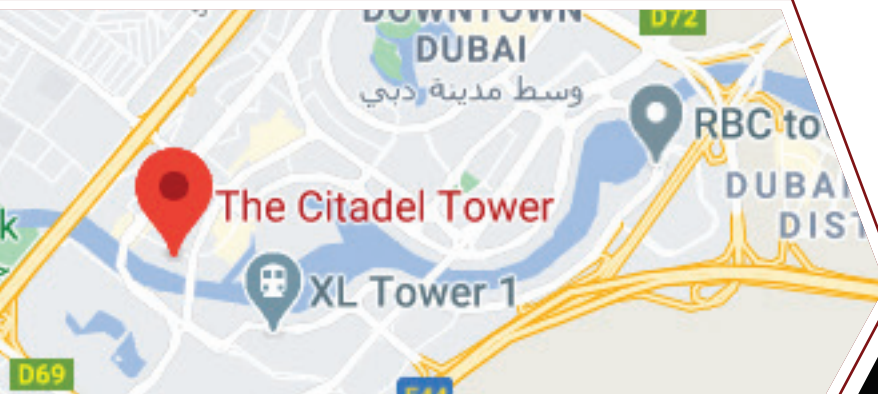 DOWNTOWN
DUBAI
وسط مدينة دبي
D72
RBC to
DUBAI
DIST
The Citadel Tower
k
XL Tower 1
D69
E44